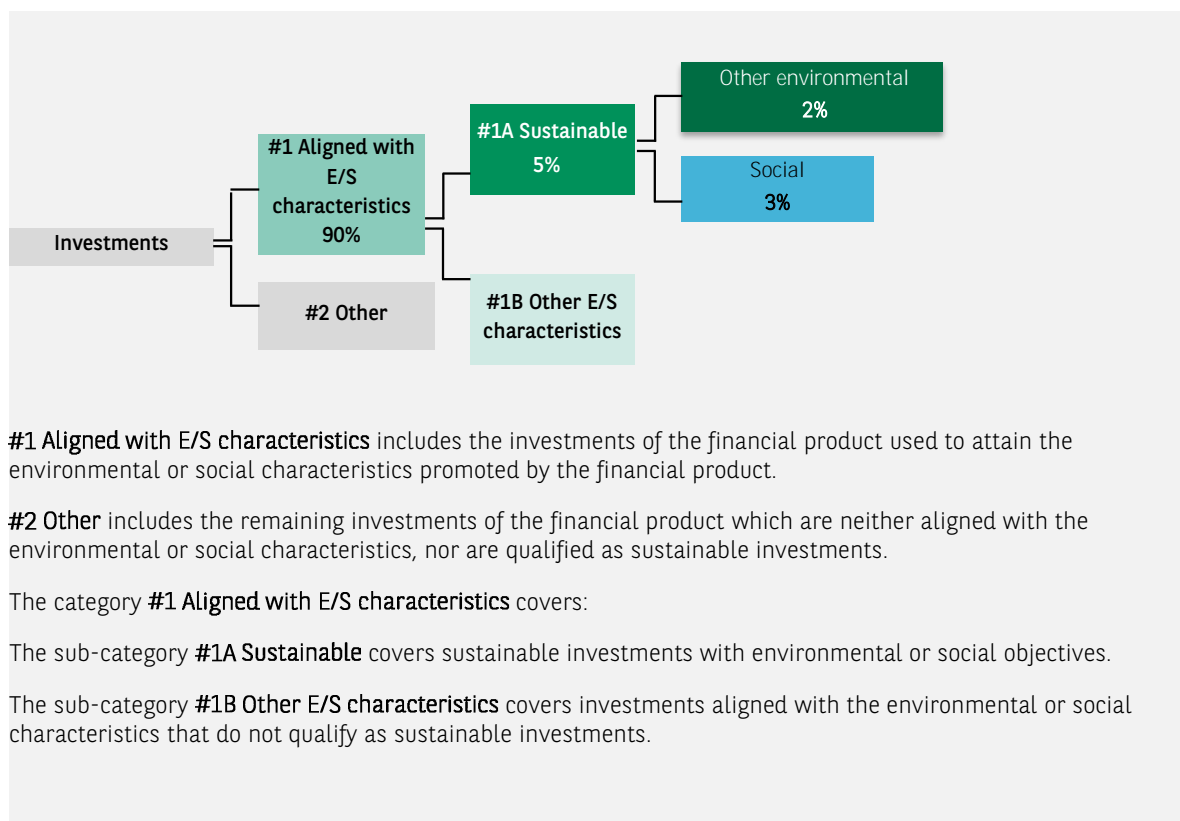 Other environmental
2%
#1A Sustainable
5%
#1 Aligned with
E/S
characteristics
90%
Social
3%
Investments
#2 Other
#1B Other E/S
characteristics
#1 Aligned with E/S characteristics includes the investments of the financial product used to attain the
environmental or social characteristics promoted by the financial product.
#2 Other includes the remaining investments of the financial product which are neither aligned with the
environmental or social characteristics, nor are qualified as sustainable investments.
The category #1 Aligned with E/S characteristics covers:
The sub-category #1A Sustainable covers sustainable investments with environmental or social objectives.
The sub-category #1B Other E/S characteristics covers investments aligned with the environmental or social
characteristics that do not qualify as sustainable investments.